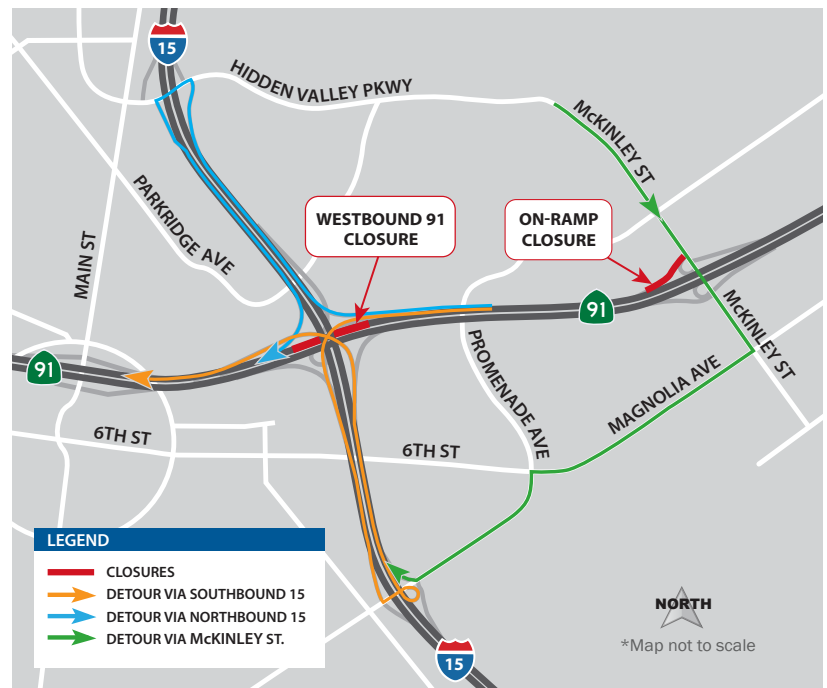 15
HIDDEN VALLEY PKWY
McKINLEY ST
PARKRIDGE AVE
MAIN ST
WESTBOUND 91
CLOSURE
ON-RAMP
CLOSURE
91
McKINLEY ST
PROMENADE AVE
MAGNOLIA AVE
91
6TH ST
6TH ST
LEGEND
CLOSURES
DETOUR VIA SOUTHBOUND 15
DETOUR VIA NORTHBOUND 15
DETOUR VIA McKINLEY ST.
NORTH
*Map not to scale
15